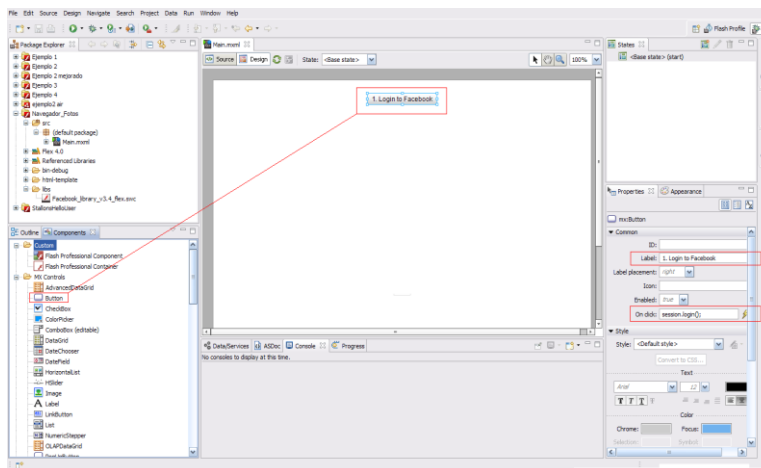 File Edit Source Design Navigate Search Project Data Run Window Help
Flash Profile
Package Explorer
Ejemplo 1
Ejemplo 2
Ejemplo 2 mejorado
Ejemplo 3
Ejemplo 4
ejemplo2 air
Navegador_Fotos
src
(default package)
Main.mxml
Flex 4.0
Referenced Libraries
bin-debug
html-template
libs
Facebook_library_v3.4_flex.swc
StallonsHelloUser
Main.mxml
Source Design State: <Base state> 100%
1. Login to Facebook
States
<Base state> (start)
Outline Components
Custom
Flash Professional Component
Flash Professional Container
MX Controls
AdvancedDataGrid
Button
CheckBox
ColorPicker
ComboBox (editable)
DataGrid
DateChooser
DateField
HorizontalList
HSlider
Image
Label
LinkButton
List
NumericStepper
OLAPDataGrid
Data/Services ASDoc Console Progress
No consoles to display at this time.
Properties Appearance
mx:Button
Common
ID:
Label: 1. Login to Facebook
Label placement: right
Icon:
Enabled: true
On click: session.login();
Style
Style: <Default style>
Convert to CSS...
Text
Arial 12
T T T
Color
Chrome: Focus:
Selection: Symbol: